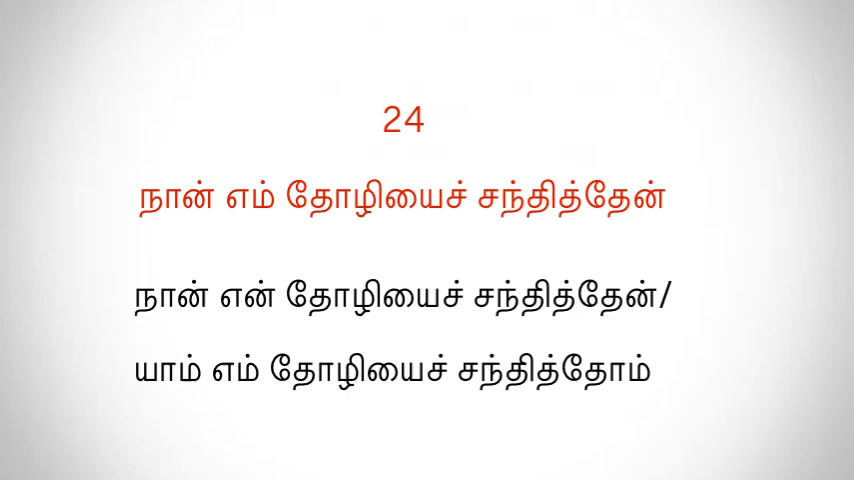 24
நான் எம் தோழியைச் சந்தித்தேன்
நான் என் தோழியைச் சந்தித்தேன்/
யாம் எம் தோழியைச் சந்தித்தோம்